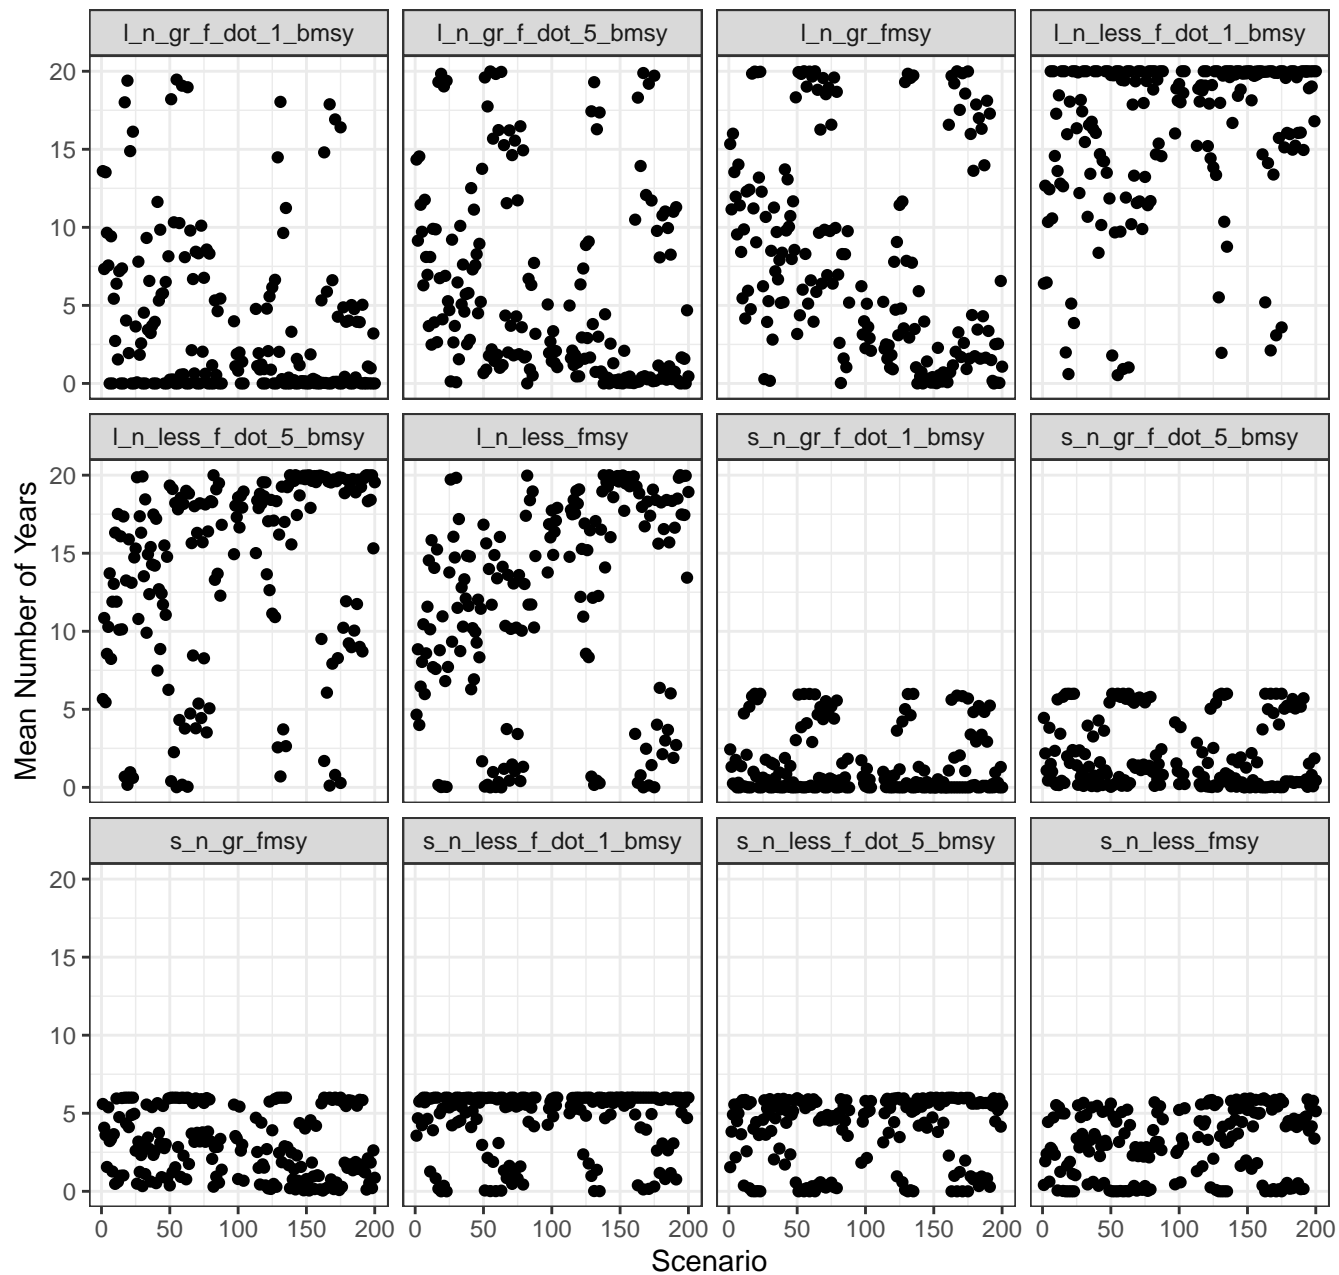 l_n_gr_f_dot_1_bmsy l_n_gr_f_dot_5_bmsy l_n_gr_fmsy l_n_less_f_dot_1_bmsy
20
15
10
5
0
l_n_less_f_dot_5_bmsy l_n_less_fmsy s_n_gr_f_dot_1_bmsy s_n_gr_f_dot_5_bmsy
20
15
10
5
0
Mean Number of Years
s_n_gr_fmsy s_n_less_f_dot_1_bmsy s_n_less_f_dot_5_bmsy s_n_less_fmsy
20
15
10
5
0
0 50 100 150 200 0 50 100 150 200 0 50 100 150 200 0 50 100 150 200
Scenario